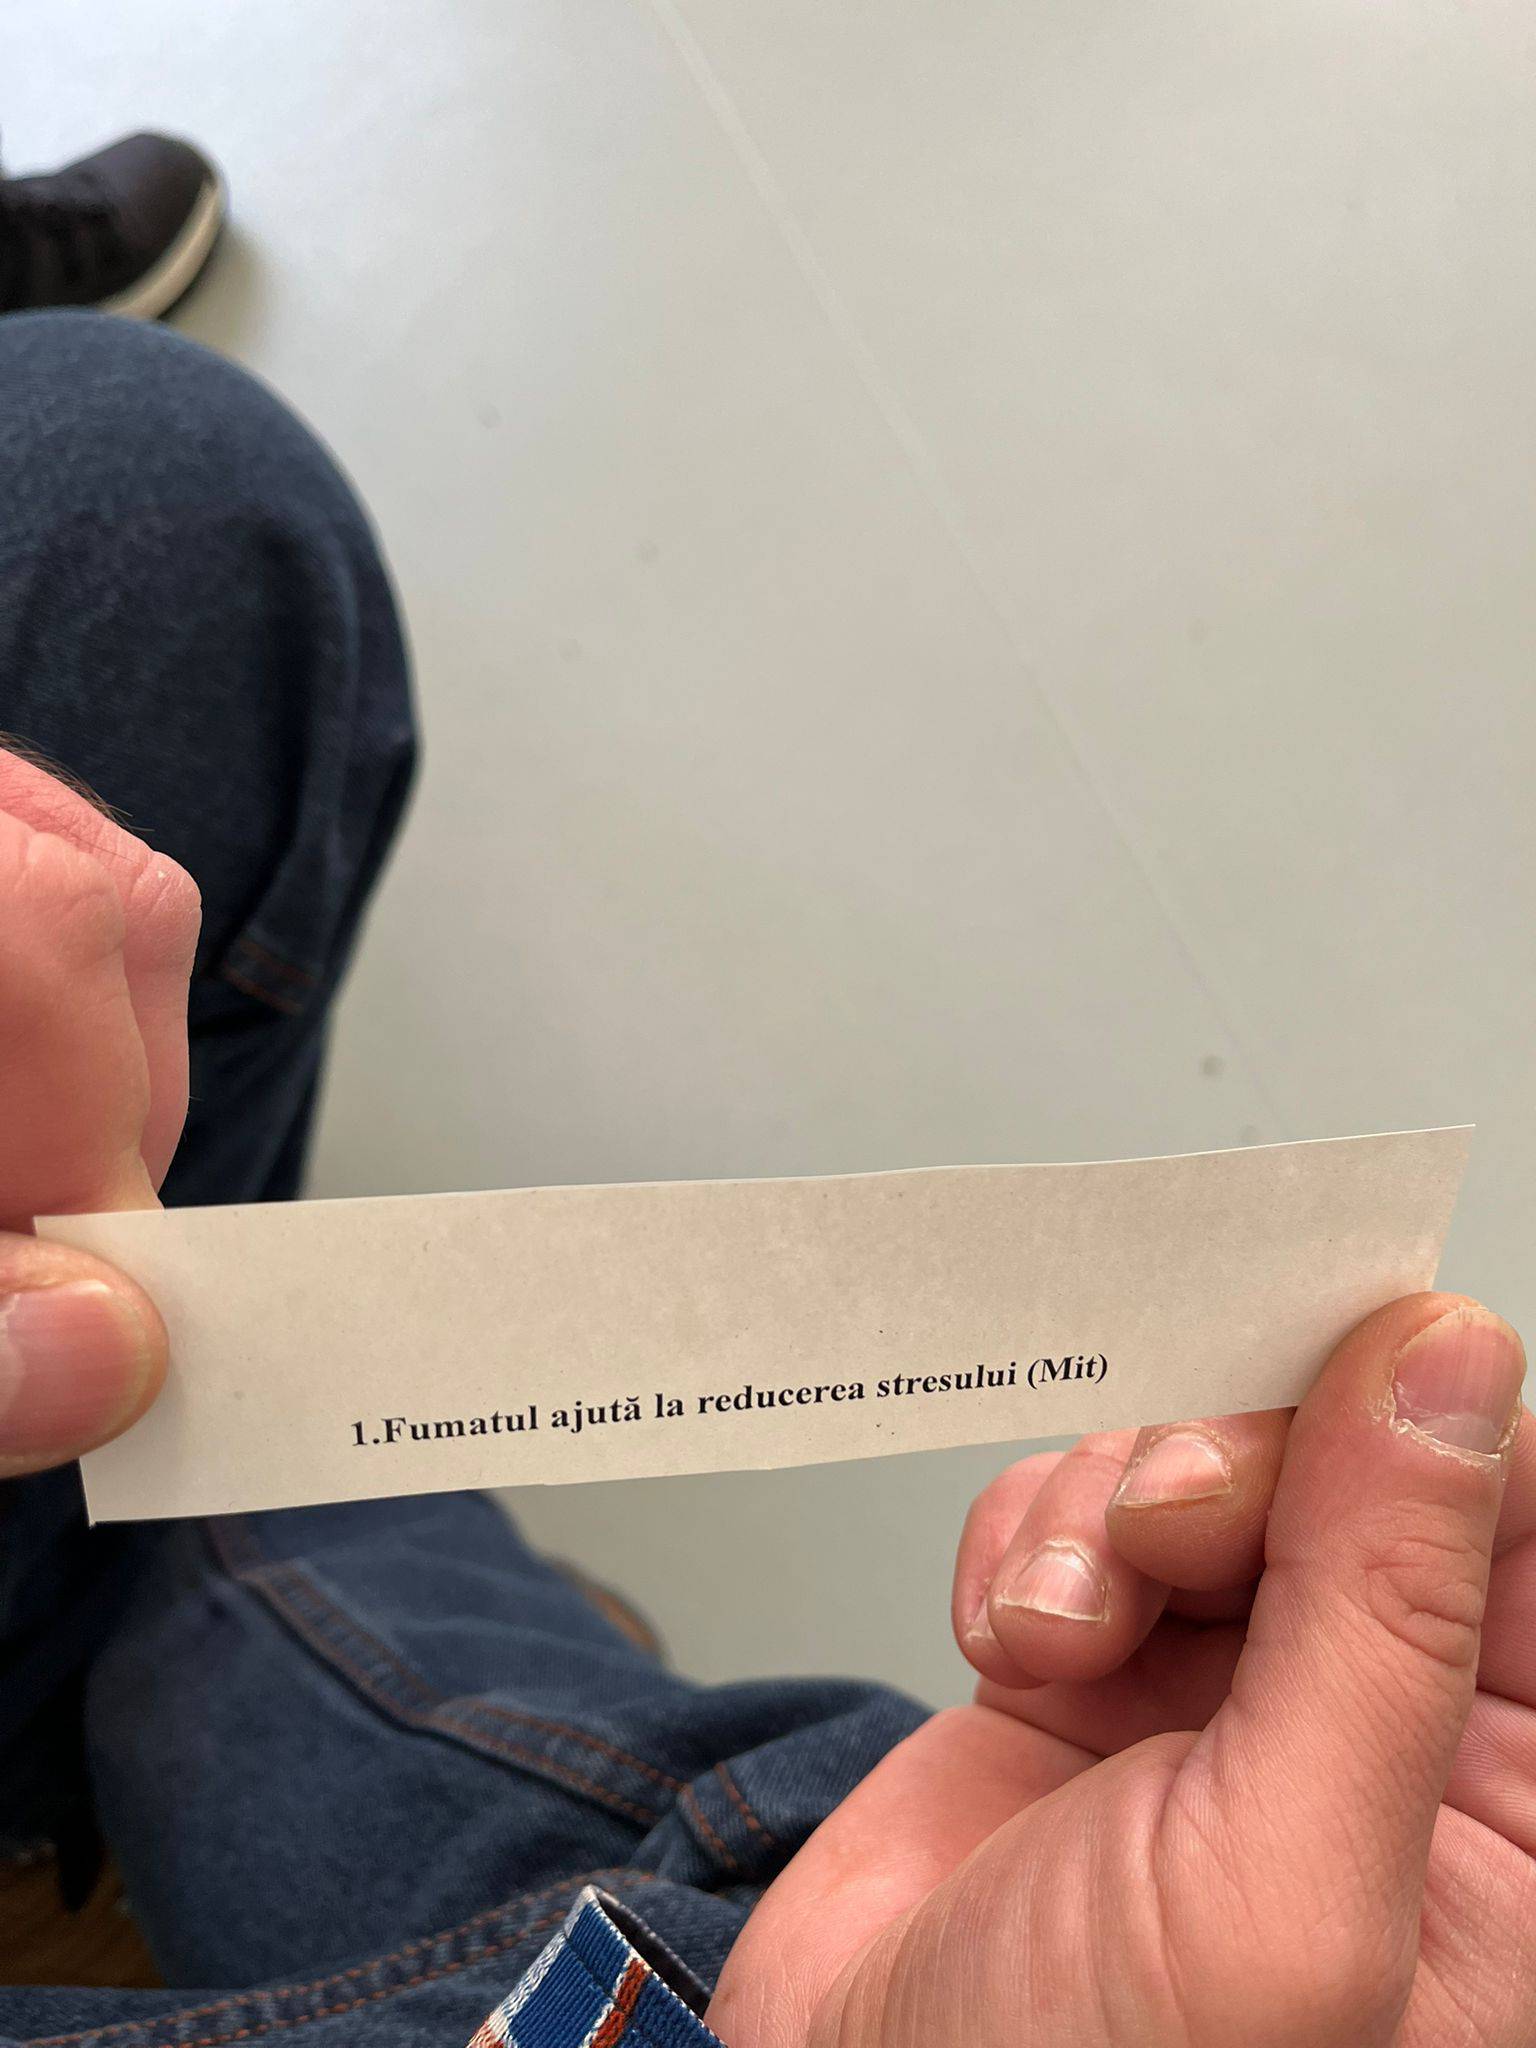 1.Fumatul ajută la reducerea stresului (Mit)